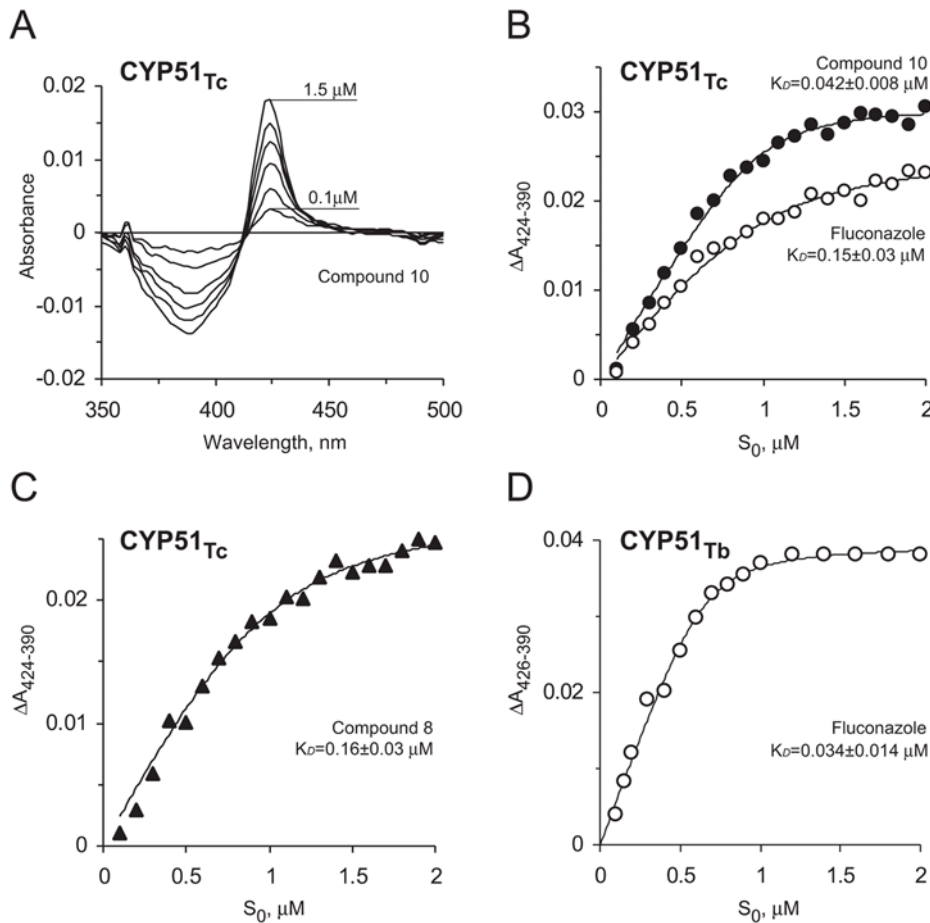 A
CYP51Tc
0.02
0.01
0
-0.01
-0.02
Absorbance
1.5 µM
0.1µM
Compound 10
350
400
450
500
Wavelength, nm
B
CYP51Tc
Compound 10
KD=0.042±0.008 µM
0.03
0.02
0.01
0
ΔA424-390
Fluconazole
KD=0.15±0.03 µM
0
0.5
1
1.5
2
S0, µM
C
CYP51Tc
0.02
0.01
0
ΔA424-390
Compound 8
KD=0.16±0.03 µM
0
0.5
1
1.5
2
S0, µM
D
CYP51Tb
0.04
0.02
0
ΔA426-390
Fluconazole
KD=0.034±0.014 µM
0
0.5
1
1.5
2
S0, µM